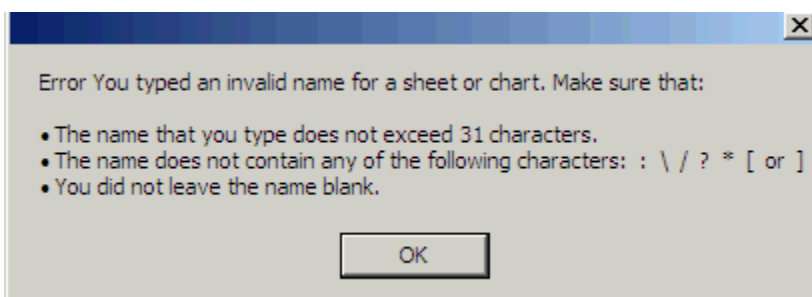 Error You typed an invalid name for a sheet or chart. Make sure that:
• The name that you type does not exceed 31 characters.
• The name does not contain any of the following characters: : \ / ? * [ or ]
• You did not leave the name blank.
OK